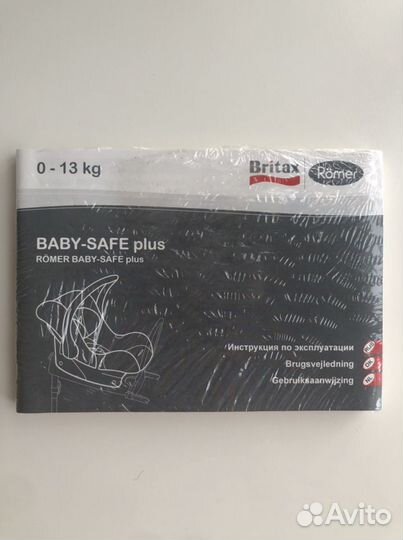 0 - 13 kg
Britax
Römer
BABY-SAFE plus
RÖMER BABY-SAFE plus
Инструкция по эксплуатации
Brugsvejledning
Gebruiksaanwijzing
Avito